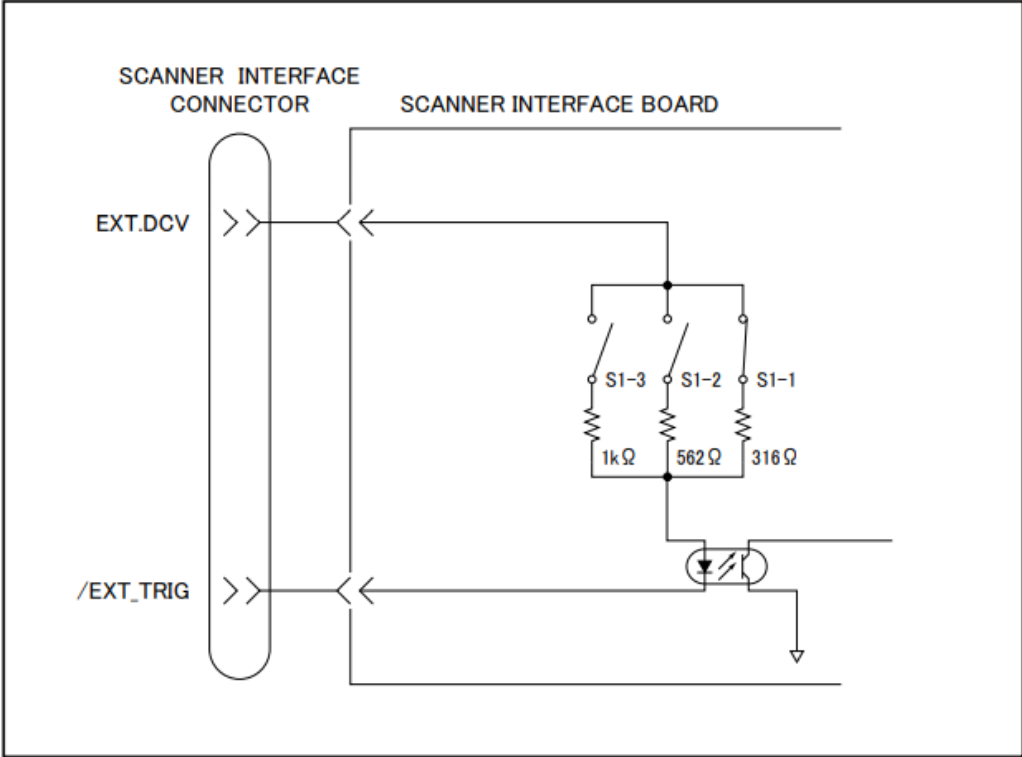 SCANNER INTERFACE
CONNECTOR
SCANNER INTERFACE BOARD
EXT.DCV
S1-3
S1-2
S1-1
1kΩ
562Ω
316Ω
/EXT_TRIG